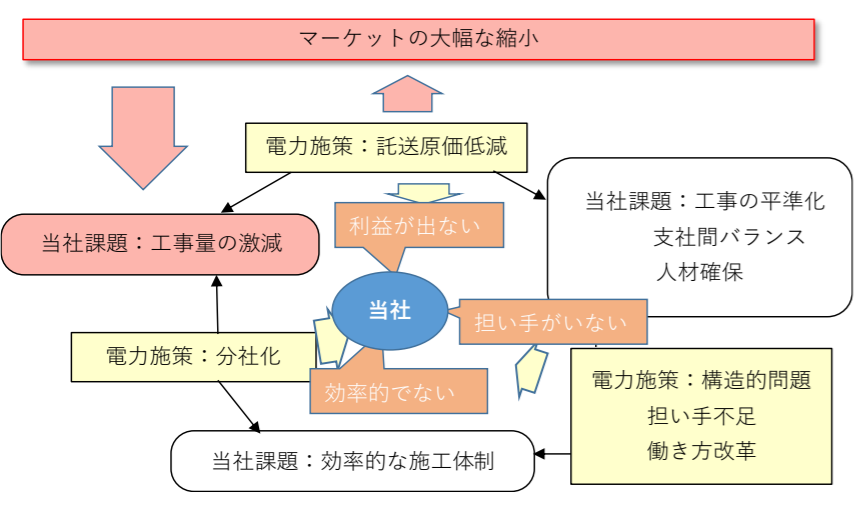 マーケットの大幅な縮小
電力施策：託送原価低減
当社課題：工事の平準化
支社間バランス
人材確保
利益が出ない
当社課題：工事量の激減
当社
担い手がいない
電力施策：分社化
効率的でない
電力施策：構造的問題
担い手不足
働き方改革
当社課題：効率的な施工体制